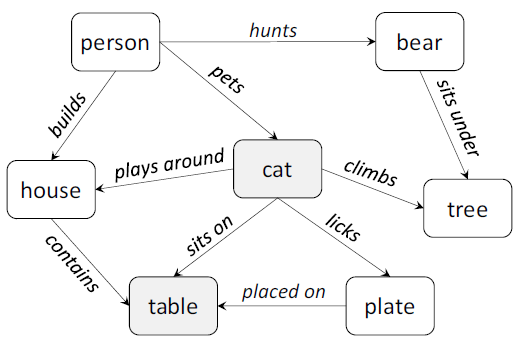 person
hunts
bear
builds
pets
sits under
house
plays around
cat
climbs
tree
contains
sits on
licks
table
placed on
plate